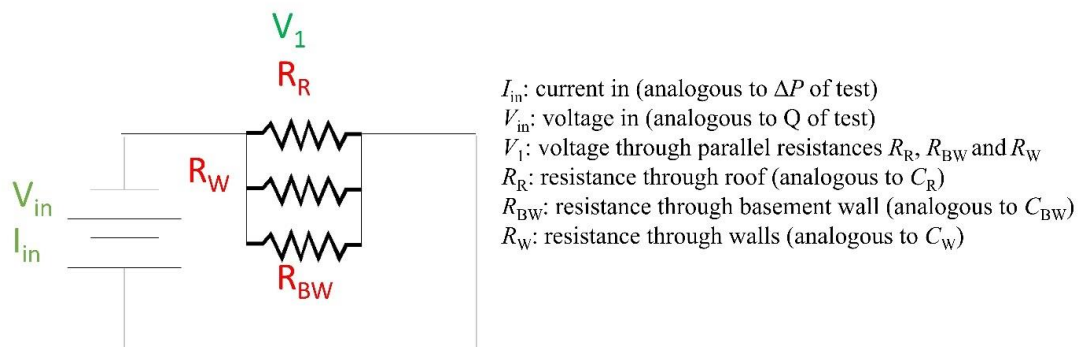 V1
RR
RW
RBW
Vin
Iin
Iin: current in (analogous to ΔP of test)
Vin: voltage in (analogous to Q of test)
V1: voltage through parallel resistances RR, RBW and RW
RR: resistance through roof (analogous to CR)
RBW: resistance through basement wall (analogous to CBW)
RW: resistance through walls (analogous to CW)